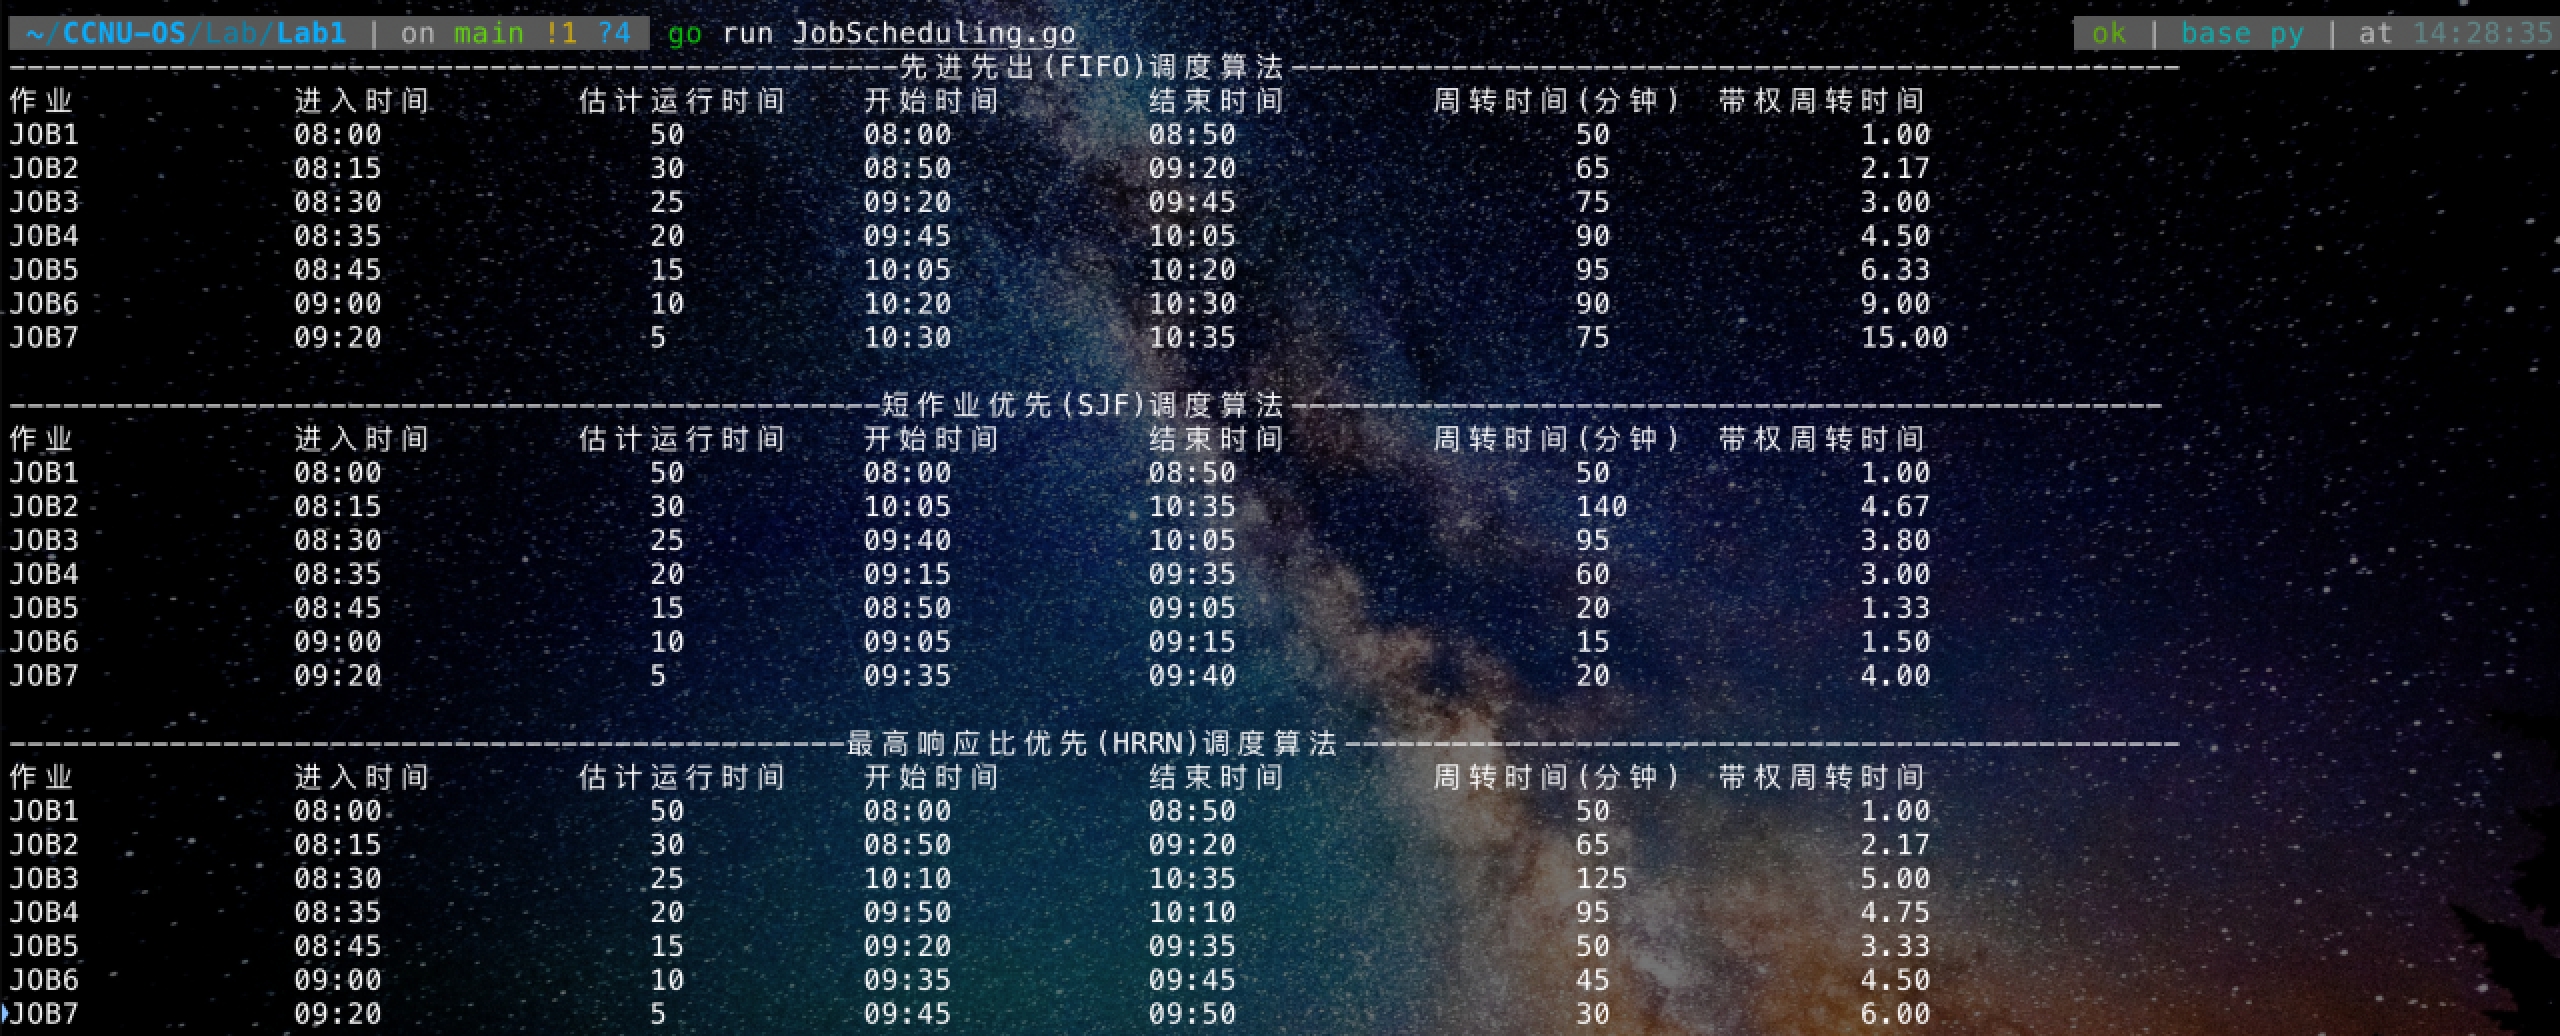 ~/CCNU-OS/Lab/Lab1 | on main !1 ?4 go run JobScheduling.go ok | base py | at 14:28:35
--------------------------------------------------先进先出(FIFO)调度算法--------------------------------------------------
作业 进入时间 估计运行时间 开始时间 结束时间 周转时间(分钟) 带权周转时间
JOB1 08:00 50 08:00 08:50 50 1.00
JOB2 08:15 30 08:50 09:20 65 2.17
JOB3 08:30 25 09:20 09:45 75 3.00
JOB4 08:35 20 09:45 10:05 90 4.50
JOB5 08:45 15 10:05 10:20 95 6.33
JOB6 09:00 10 10:20 10:30 90 9.00
JOB7 09:20 5 10:30 10:35 75 15.00
-------------------------------------------------短作业优先(SJF)调度算法-------------------------------------------------
作业 进入时间 估计运行时间 开始时间 结束时间 周转时间(分钟) 带权周转时间
JOB1 08:00 50 08:00 08:50 50 1.00
JOB2 08:15 30 10:05 10:35 140 4.67
JOB3 08:30 25 09:40 10:05 95 3.80
JOB4 08:35 20 09:15 09:35 60 3.00
JOB5 08:45 15 08:50 09:05 20 1.33
JOB6 09:00 10 09:05 09:15 15 1.50
JOB7 09:20 5 09:35 09:40 20 4.00
-----------------------------------------------最高响应比优先(HRRN)调度算法-----------------------------------------------
作业 进入时间 估计运行时间 开始时间 结束时间 周转时间(分钟) 带权周转时间
JOB1 08:00 50 08:00 08:50 50 1.00
JOB2 08:15 30 08:50 09:20 65 2.17
JOB3 08:30 25 10:10 10:35 125 5.00
JOB4 08:35 20 09:50 10:10 95 4.75
JOB5 08:45 15 09:20 09:35 50 3.33
JOB6 09:00 10 09:35 09:45 45 4.50
JOB7 09:20 5 09:45 09:50 30 6.00